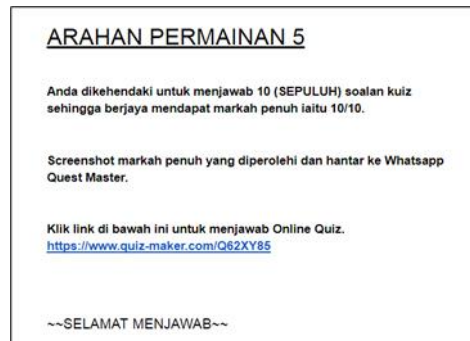 ARAHAN PERMAINAN 5
Anda dikehendaki untuk menjawab 10 (SEPULUH) soalan kuiz
sehingga berjaya mendapat markah penuh iaitu 10/10.
Screenshot markah penuh yang diperolehi dan hantar ke Whatsapp
Quest Master.
Klik link di bawah ini untuk menjawab Online Quiz.
https://www.quiz-maker.com/Q62XY85
~~SELAMAT MENJAWAB~~